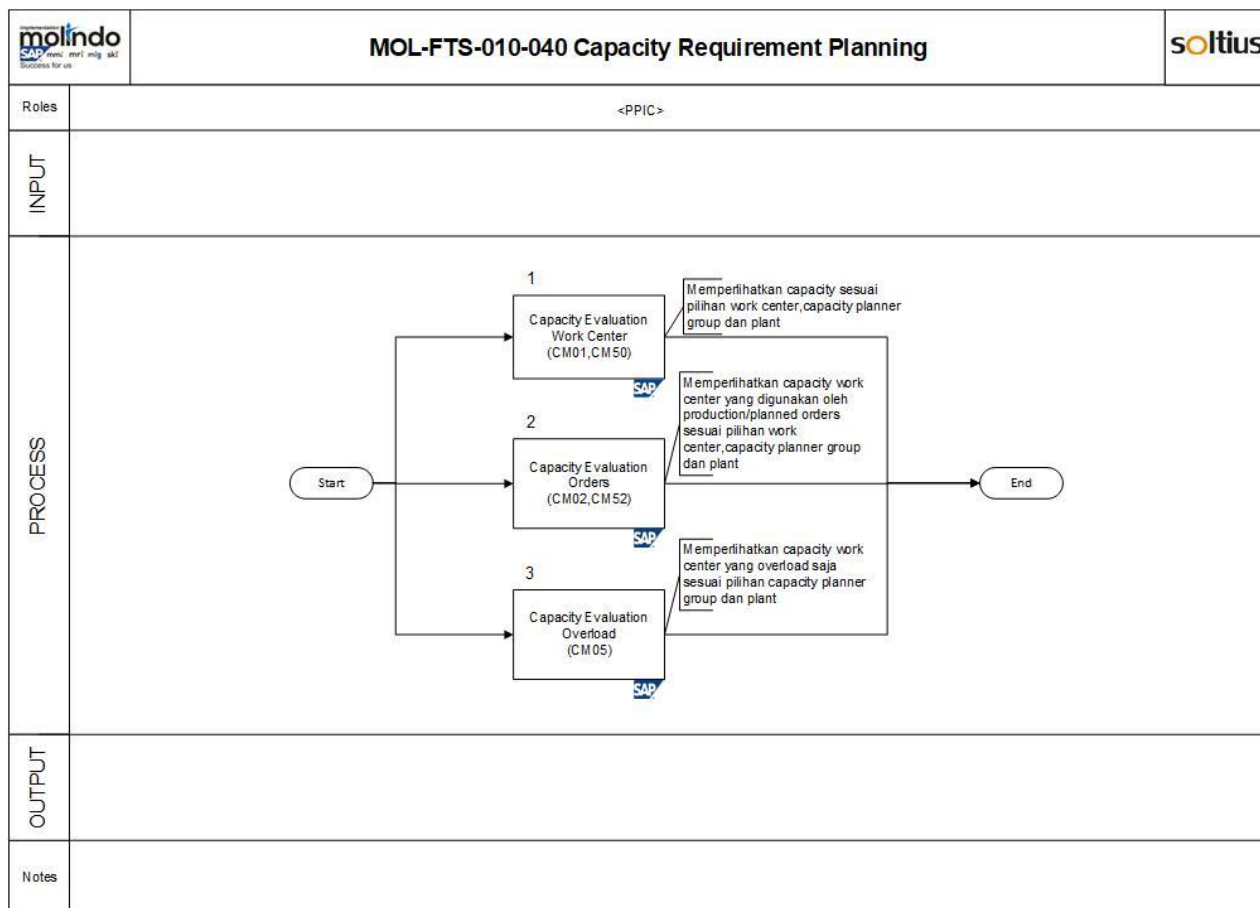 Implementation
molindo
SAP mmi mri mlg ski
Success for us
MOL-FTS-010-040 Capacity Requirement Planning
soltius
Roles
<PPIC>
INPUT
PROCESS
Start
1
Capacity Evaluation
Work Center
(CM01,CM50)
SAP
Memperlihatkan capacity sesuai
pilihan work center,capacity planner
group dan plant
2
Capacity Evaluation
Orders
(CM02,CM52)
SAP
Memperlihatkan capacity work
center yang digunakan oleh
production/planned orders
sesuai pilihan work
center,capacity planner group
dan plant
3
Capacity Evaluation
Overload
(CM05)
SAP
Memperlihatkan capacity work
center yang overload saja
sesuai pilihan capacity planner
group dan plant
End
OUTPUT
Notes